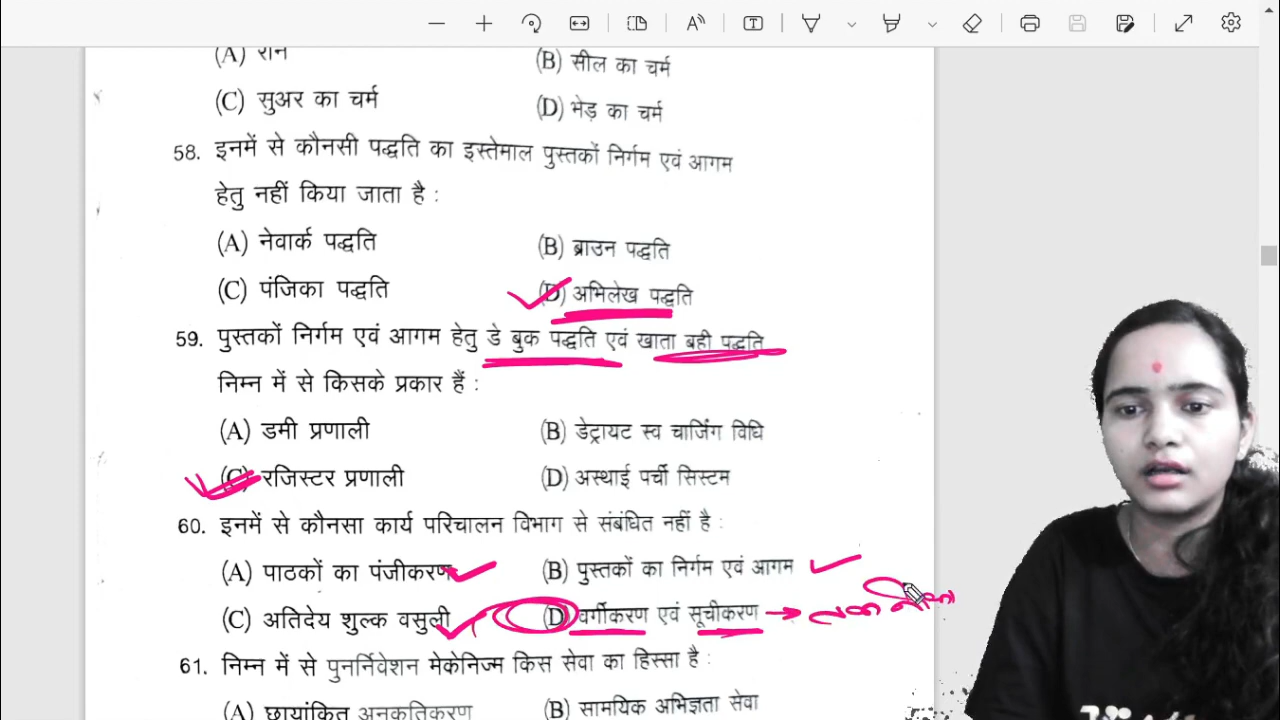 (A) रान (B) सील का चर्म
(C) सुअर का चर्म (D) भेड़ का चर्म
58. इनमें से कौनसी पद्धति का इस्तेमाल पुस्तकों निर्गम एवं आगम
हेतु नहीं किया जाता है :
(A) नेवार्क पद्धति (B) ब्राउन पद्धति
(C) पंजिका पद्धति (D) अभिलेख पद्धति
59. पुस्तकों निर्गम एवं आगम हेतु डे बुक पद्धति एवं खाता बही पद्धति
निम्न में से किसके प्रकार हैं :
(A) डमी प्रणाली (B) डेट्रायट स्व चार्जिंग विधि
(C) रजिस्टर प्रणाली (D) अस्थाई पर्ची सिस्टम
60. इनमें से कौनसा कार्य परिचालन विभाग से संबंधित नहीं है :
(A) पाठकों का पंजीकरण (B) पुस्तकों का निर्गम एवं आगम
(C) अतिदेय शुल्क वसुली (D) वर्गीकरण एवं सूचीकरण
61. निम्न में से पुनर्निवेशन मेकेनिज्म किस सेवा का हिस्सा है :
(A) छायांकित अनुकृतिकरण (B) सामयिक अभिज्ञता सेवा